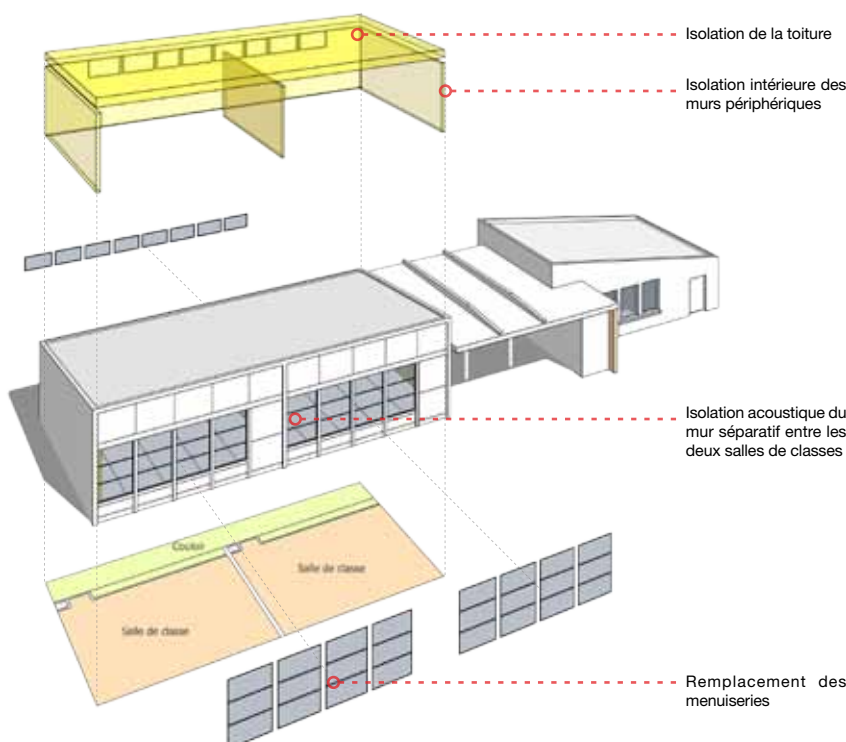 Isolation de la toiture
Isolation intérieure des
murs périphériques
Isolation acoustique du
mur séparatif entre les
deux salles de classes
Couloir
Salle de classe
Salle de classe
Remplacement des
menuiseries